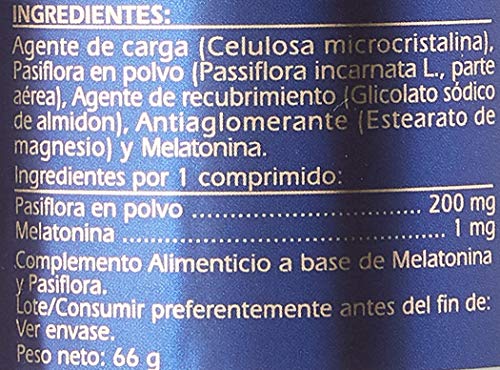 INGREDIENTES:
Agente de carga (Celulosa microcristalina),
Pasiflora en polvo (Passiflora incarnata L., parte
aérea), Agente de recubrimiento (Glicolato sódico
de almidón), Antiaglomerante (Estearato de
magnesio) y Melatonina.
Ingredientes por 1 comprimido:
Pasiflora en polvo .................................. 200 mg
Melatonina ................................................ 1 mg
Complemento Alimenticio a base de Melatonina
y Pasiflora.
Lote/Consumir preferentemente antes del fin de:
Ver envase.
Peso neto: 66 g